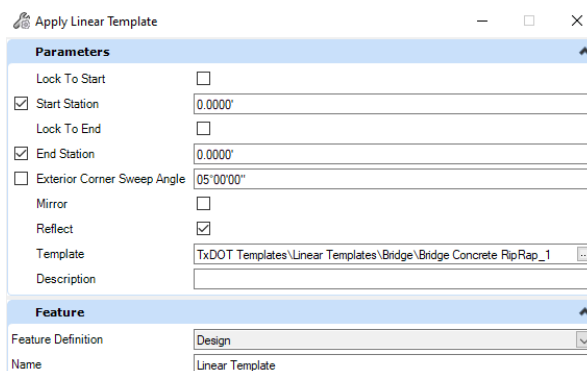 Apply Linear Template
Parameters
Lock To Start
Start Station 0.0000'
Lock To End
End Station 0.0000'
Exterior Corner Sweep Angle 05°00'00"
Mirror
Reflect
Template TxDOT Templates\Linear Templates\Bridge\Bridge Concrete RipRap_1 ...
Description
Feature
Feature Definition Design
Name Linear Template